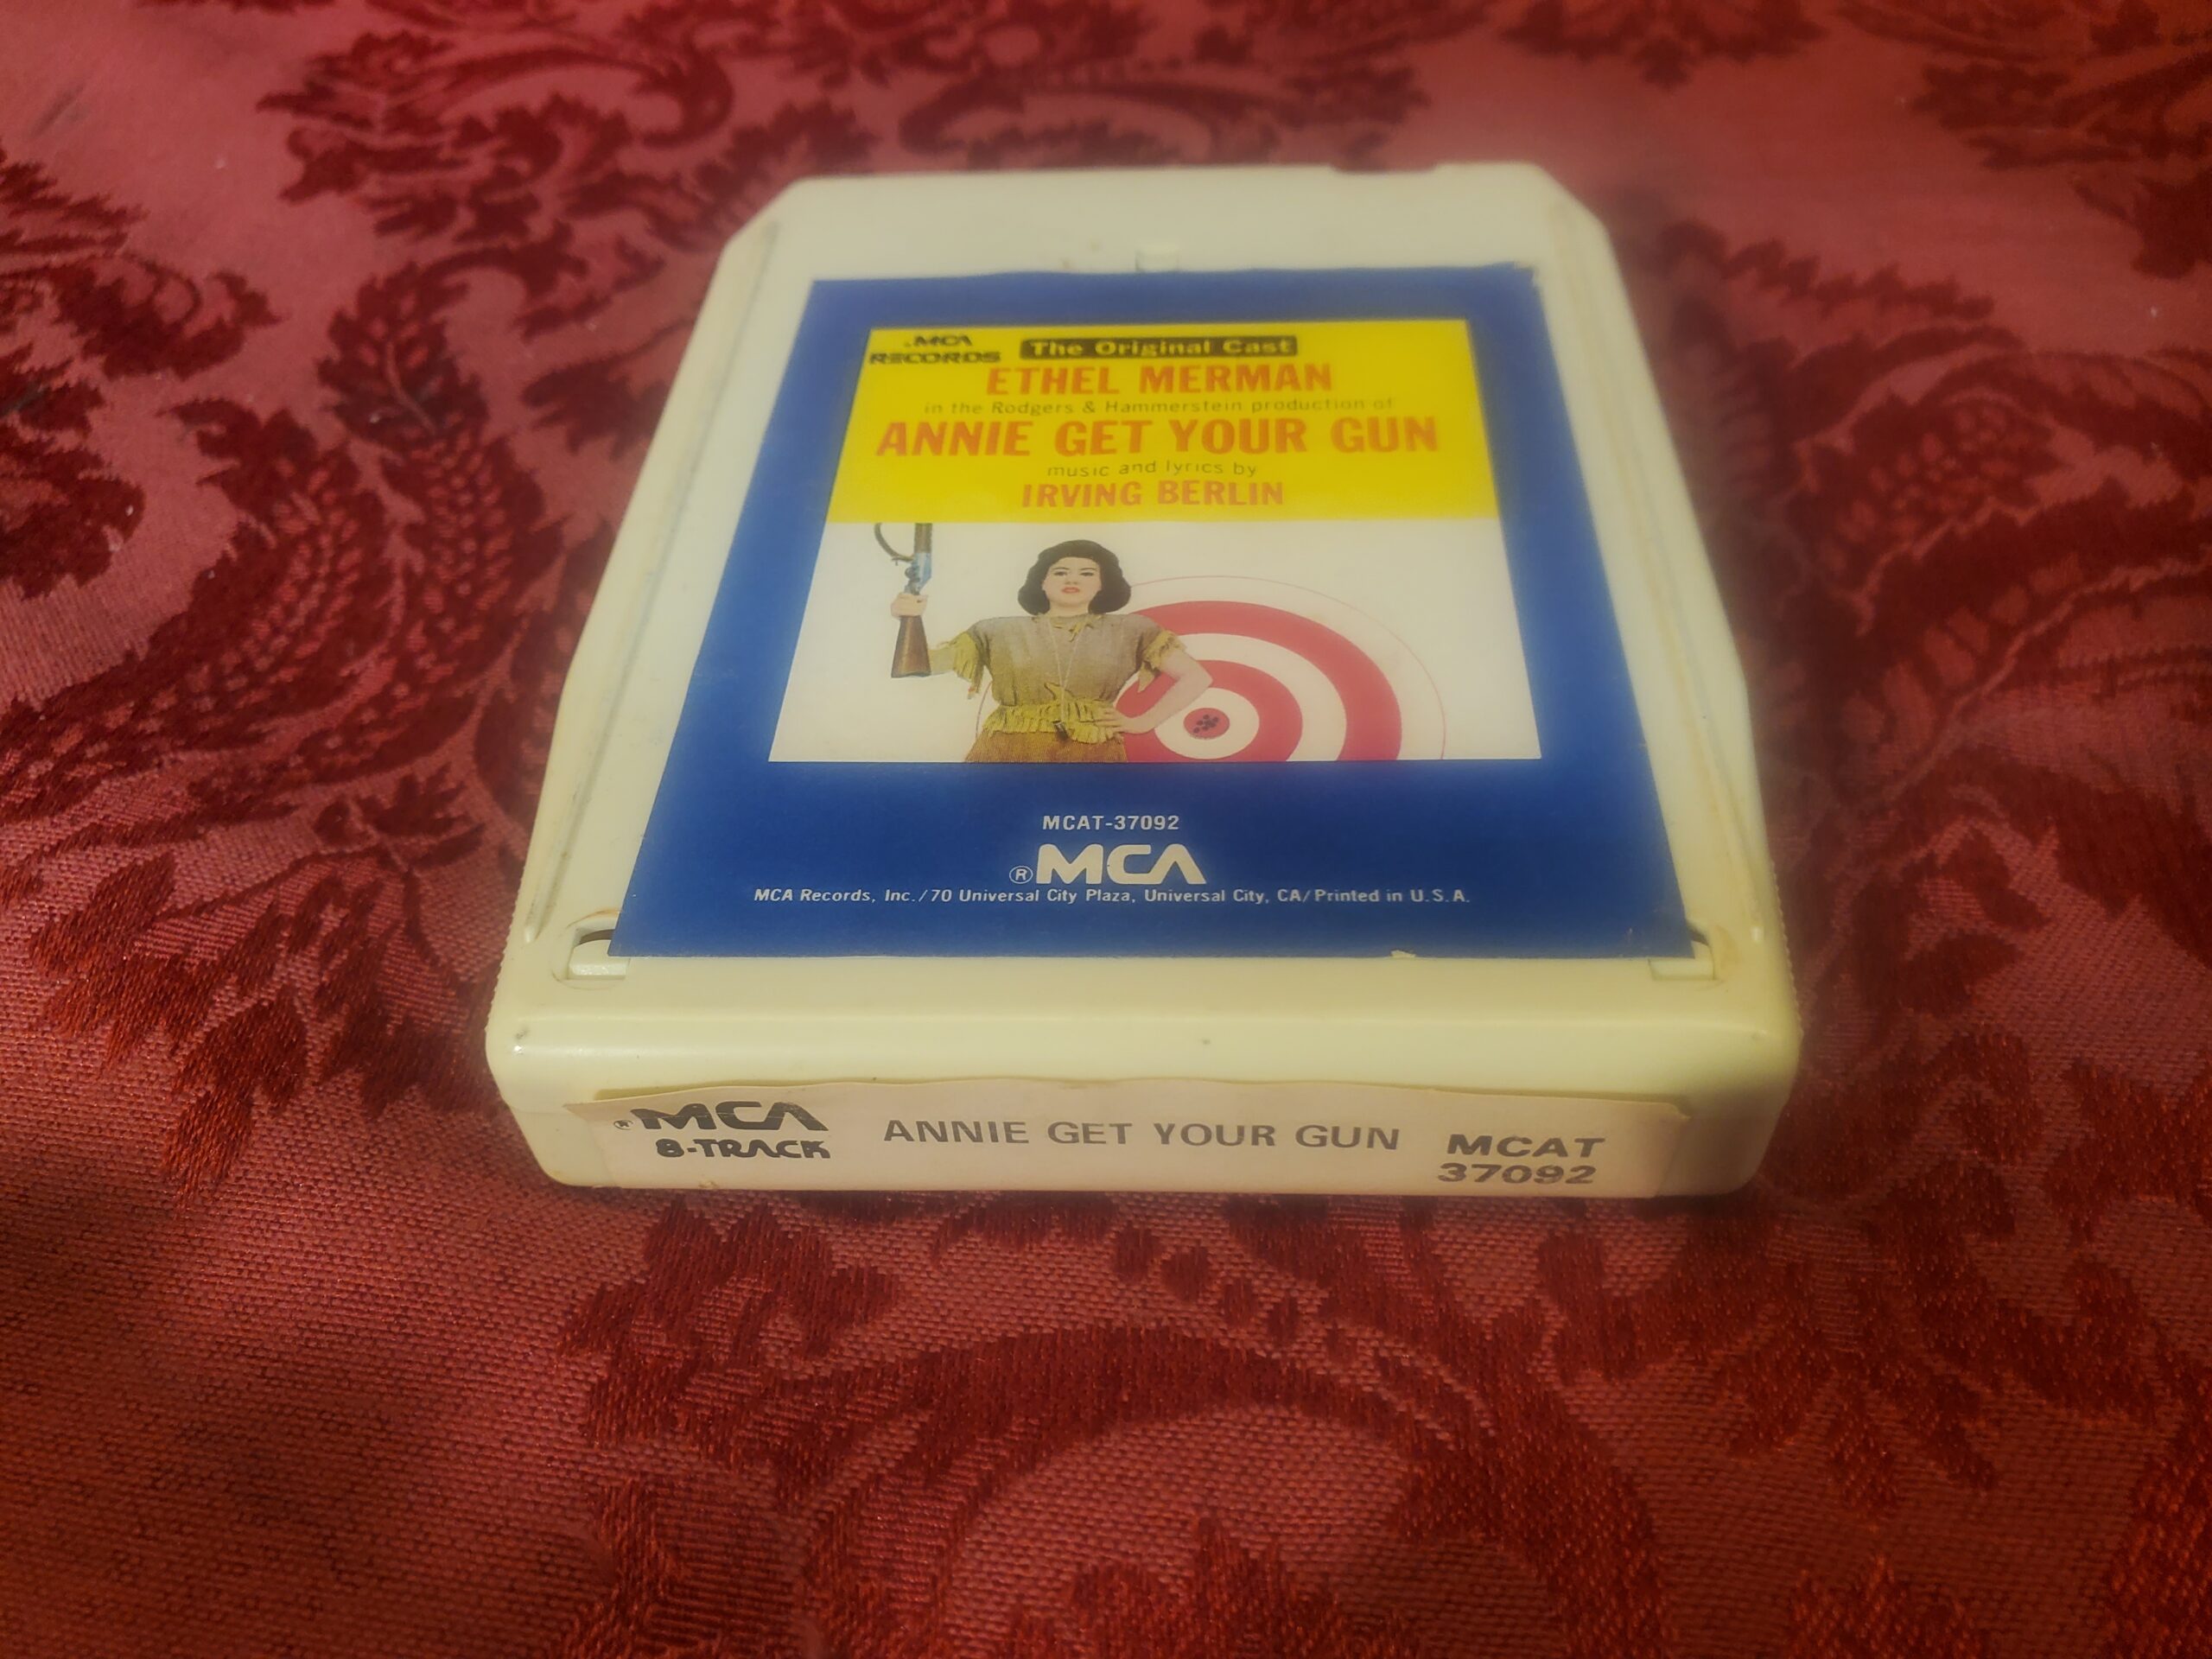 MCA
RECORDS
The Original Cast
ETHEL MERMAN
in the Rodgers & Hammerstein production of
ANNIE GET YOUR GUN
music and lyrics by
IRVING BERLIN
MCAT-37092
®MCA
MCA Records, Inc./70 Universal City Plaza, Universal City, CA/Printed in U.S.A.
®MCA
8-TRACK
ANNIE GET YOUR GUN
MCAT
37092